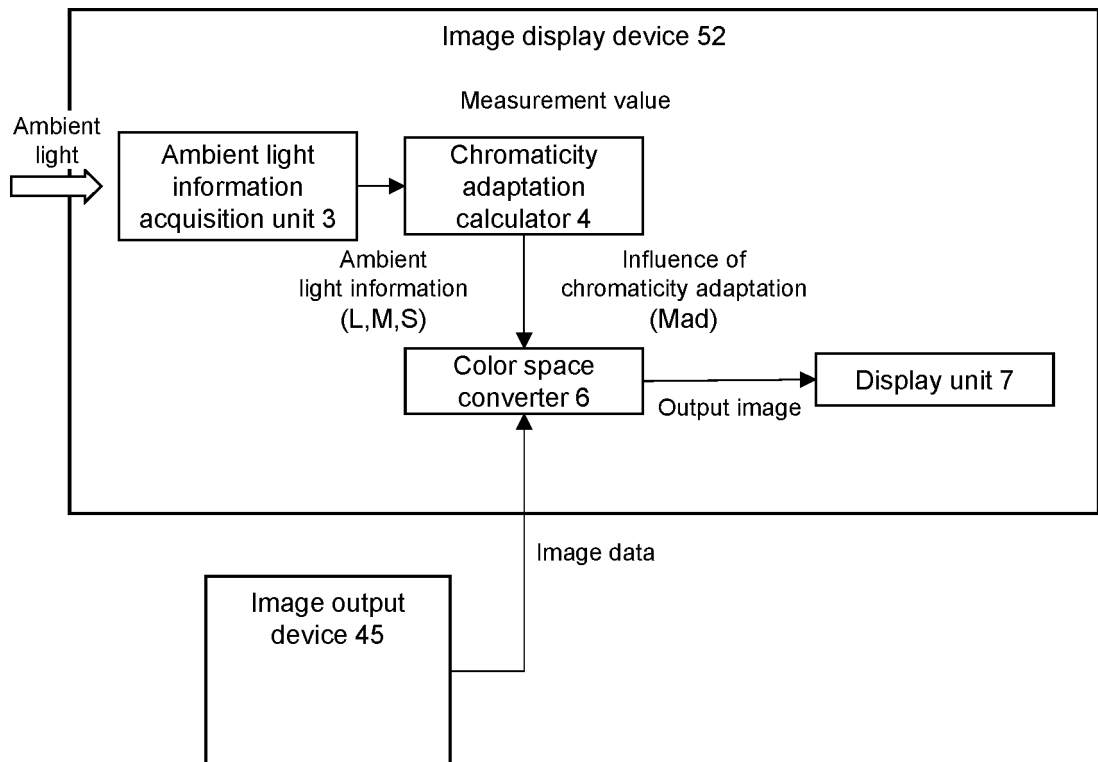 Image display device 52
Measurement value
Ambient
light
Ambient light
information
acquisition unit 3
Chromaticity
adaptation
calculator 4
Ambient
light information
(L,M,S)
Influence of
chromaticity adaptation
(Mad)
Color space
converter 6
Output image
Display unit 7
Image data
Image output
device 45